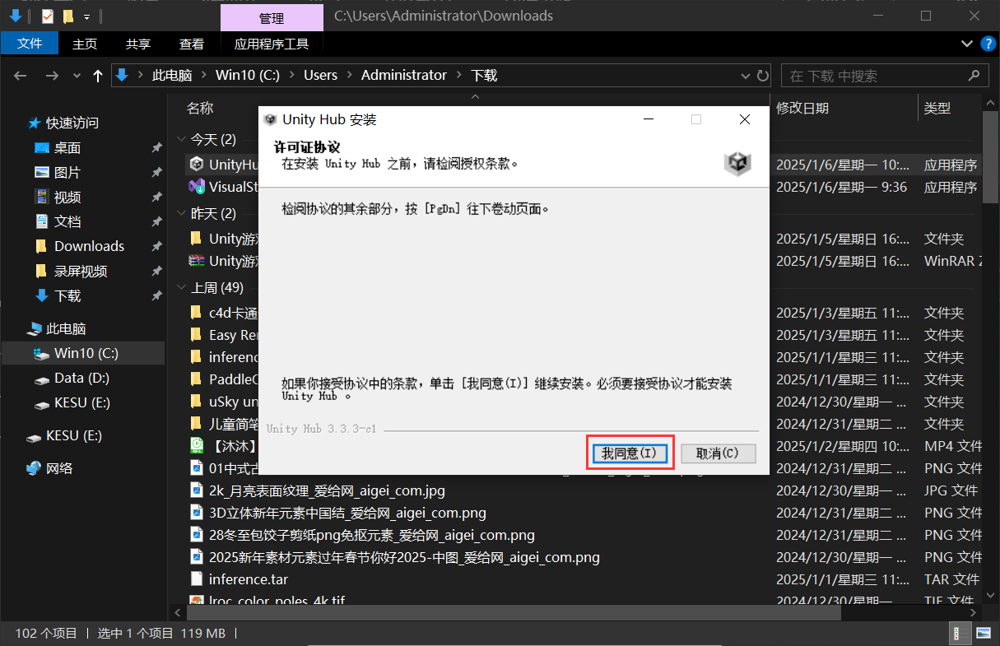 管理
C:\Users\Administrator\Downloads
文件 主页 共享 查看 应用程序工具
此电脑 Win10 (C:) Users Administrator 下载
在 下载 中搜索
名称 修改日期 类型
快速访问
桌面
图片
视频
文档
Downloads
录屏视频
下载
此电脑
Win10 (C:)
Data (D:)
KESU (E:)
KESU (E:)
网络
今天 (2)
UnityHu 2025/1/6/星期一 10:... 应用程序
VisualSt 2025/1/6/星期一 9:36 应用程序
昨天 (2)
Unity游 2025/1/5/星期日 16:... 文件夹
Unity游 2025/1/5/星期日 16:... WinRAR Z
上周 (49)
c4d卡通 2025/1/3/星期五 11:... 文件夹
Easy Re 2025/1/3/星期五 11:... 文件夹
inferenc 2025/1/1/星期三 11:... 文件夹
PaddleC 2025/1/1/星期三 11:... 文件夹
uSky un 2024/12/30/星期一 ... 文件夹
儿童简笔 2024/12/31/星期二 ... 文件夹
【沐沐】 2025/1/2/星期四 10:... MP4 文件
01中式古 2024/12/31/星期二 ... PNG 文件
2k_月亮表面纹理_爱给网_aigei_com.jpg 2024/12/30/星期一 ... JPG 文件
3D立体新年元素中国结_爱给网_aigei_com.png 2024/12/31/星期二 ... PNG 文件
28冬至包饺子剪纸png免抠元素_爱给网_aigei_com.png 2024/12/31/星期二 ... PNG 文件
2025新年素材元素过年春节你好2025-中图_爱给网_aigei_com.png 2024/12/30/星期一 ... PNG 文件
inference.tar 2025/1/1/星期三 11:... TAR 文件
lroc_color_poles_4k.tif 2024/12/30/星期一 ... TIF 文件
Unity Hub 安装
许可证协议
在安装 Unity Hub 之前，请检阅授权条款。
检阅协议的其余部分，按 [PgDn] 往下卷动页面。
如果你接受协议中的条款，单击 [我同意(I)] 继续安装。必须要接受协议才能安装
Unity Hub 。
Unity Hub 3.3.3-c1
我同意(I) 取消(C)
102 个项目 选中 1 个项目 119 MB